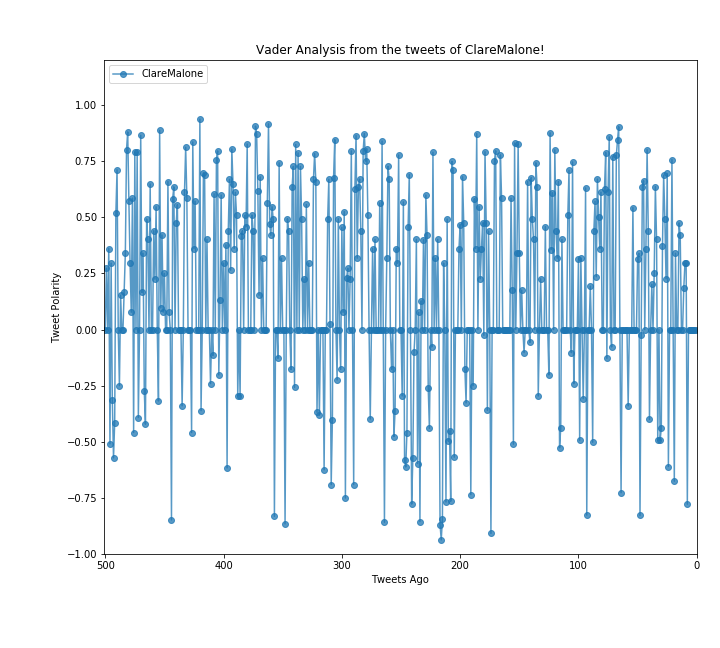 Vader Analysis from the tweets of ClareMalone!
ClareMalone
1.00
0.75
0.50
0.25
0.00
−0.25
−0.50
−0.75
−1.00
Tweet Polarity
500 400 300 200 100 0
Tweets Ago